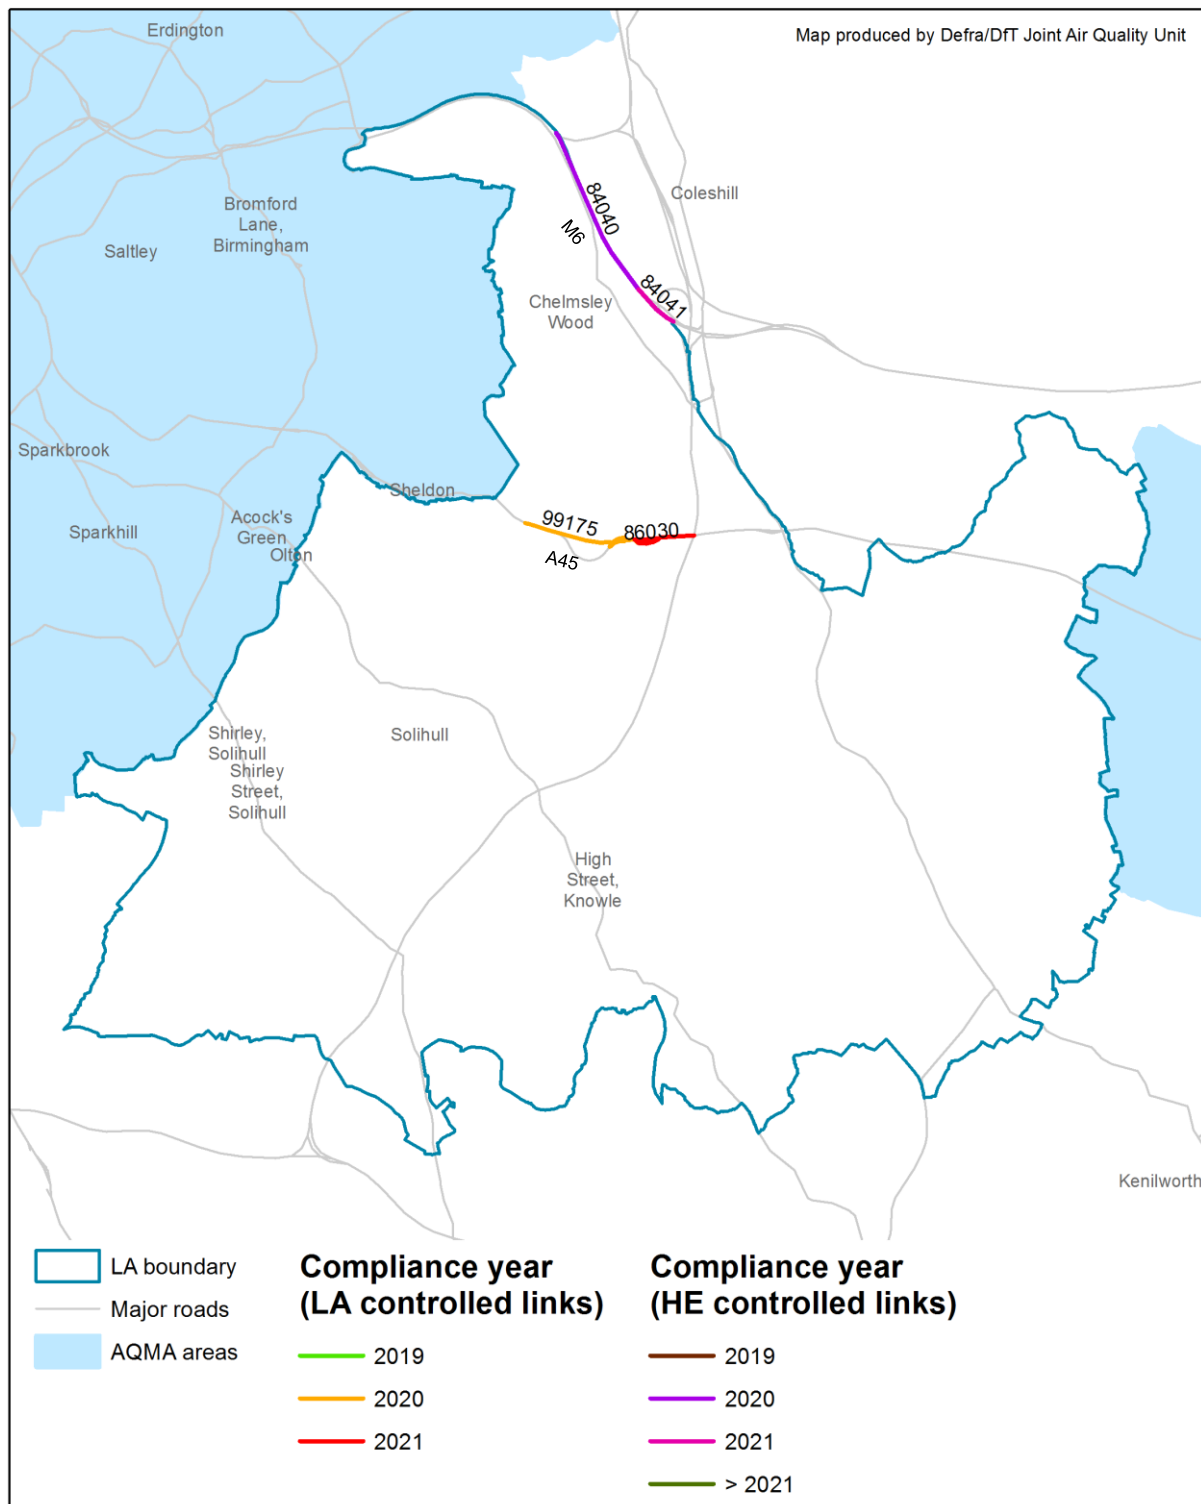 Erdington
Map produced by Defra/DfT Joint Air Quality Unit
Coleshill
84040
Bromford
Lane,
Birmingham
M6
Saltley
84041
Chelmsley
Wood
Sparkbrook
Sheldon
99175
86030
Acock's
Green
Sparkhill
Olton
A45
Shirley,
Solihull
Solihull
Shirley
Street,
Solihull
High
Street,
Knowle
Kenilworth
LA boundary
Major roads
AQMA areas
Compliance year
(LA controlled links)
2019
2020
2021
Compliance year
(HE controlled links)
2019
2020
2021
> 2021